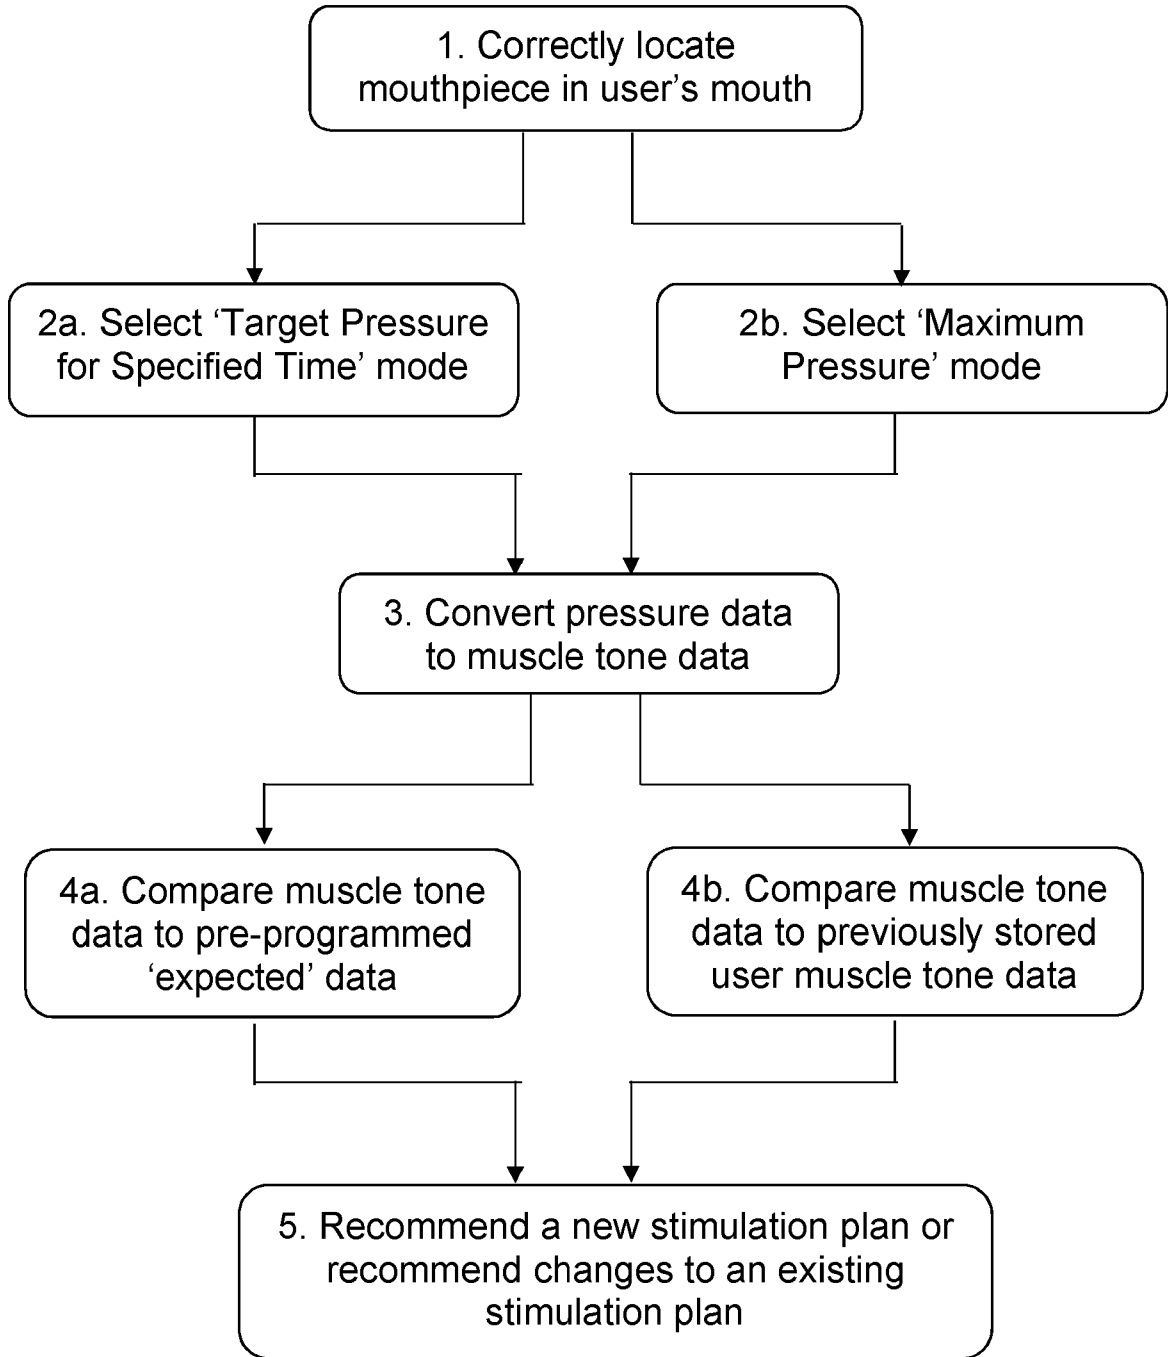 1. Correctly locate
mouthpiece in user's mouth
2a. Select ‘Target Pressure
for Specified Time’ mode
2b. Select ‘Maximum
Pressure’ mode
3. Convert pressure data
to muscle tone data
4a. Compare muscle tone
data to pre-programmed
‘expected’ data
4b. Compare muscle tone
data to previously stored
user muscle tone data
5. Recommend a new stimulation plan or
recommend changes to an existing
stimulation plan